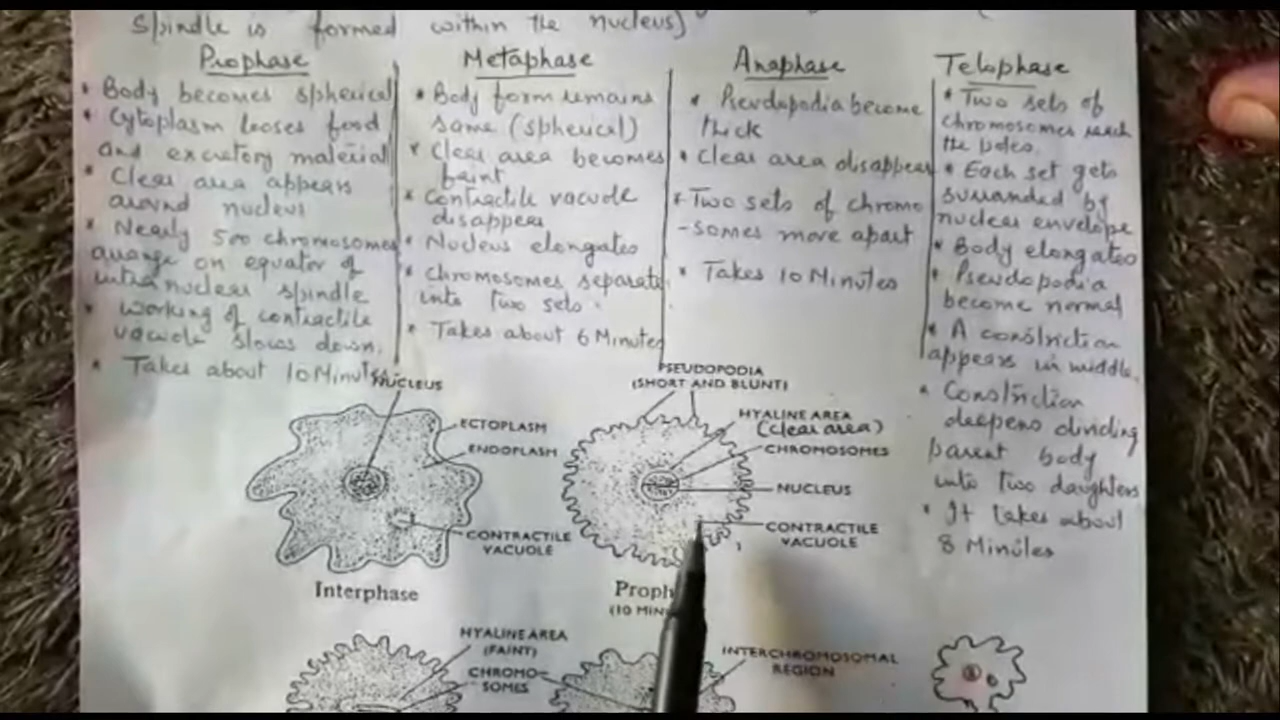 Spindle is formed within the nucleus)
Prophase
• Body becomes spherical
• Cytoplasm looses food
and excretory material
• Clear area appears
around nucleus
• Nearly 500 chromosomes
arrange on equator of
intra nuclear spindle
• Working of contractile
vacuole slows down.
• Takes about 10 Minutes
Metaphase
• Body form remains
same (spherical)
• Clear area becomes
faint
• Contractile vacuole
disappear
• Nucleus elongates
• Chromosomes separate
into two sets.
• Takes about 6 Minutes
Anaphase
• Pseudopodia become
thick
• Clear area disappear
• Two sets of chromo
-somes move apart
• Takes 10 Minutes
Telophase
• Two sets of
chromosomes reach
the poles.
• Each set gets
surrounded by
nuclear envelope
• Body elongates
• Pseudopodia
become normal
• A constriction
appears in middle.
• Constriction
deepens dividing
parent body
into two daughters
• It takes about
8 Minutes
NUCLEUS
ECTOPLASM
ENDOPLASM
CONTRACTILE
VACUOLE
Interphase
PSEUDOPODIA
(SHORT AND BLUNT)
HYALINE AREA
(clear area)
CHROMOSOMES
NUCLEUS
CONTRACTILE
VACUOLE
Proph
(10 MIN
HYALINE AREA
(FAINT)
CHROMO-
SOMES
INTERCHROMOSOMAL
REGION